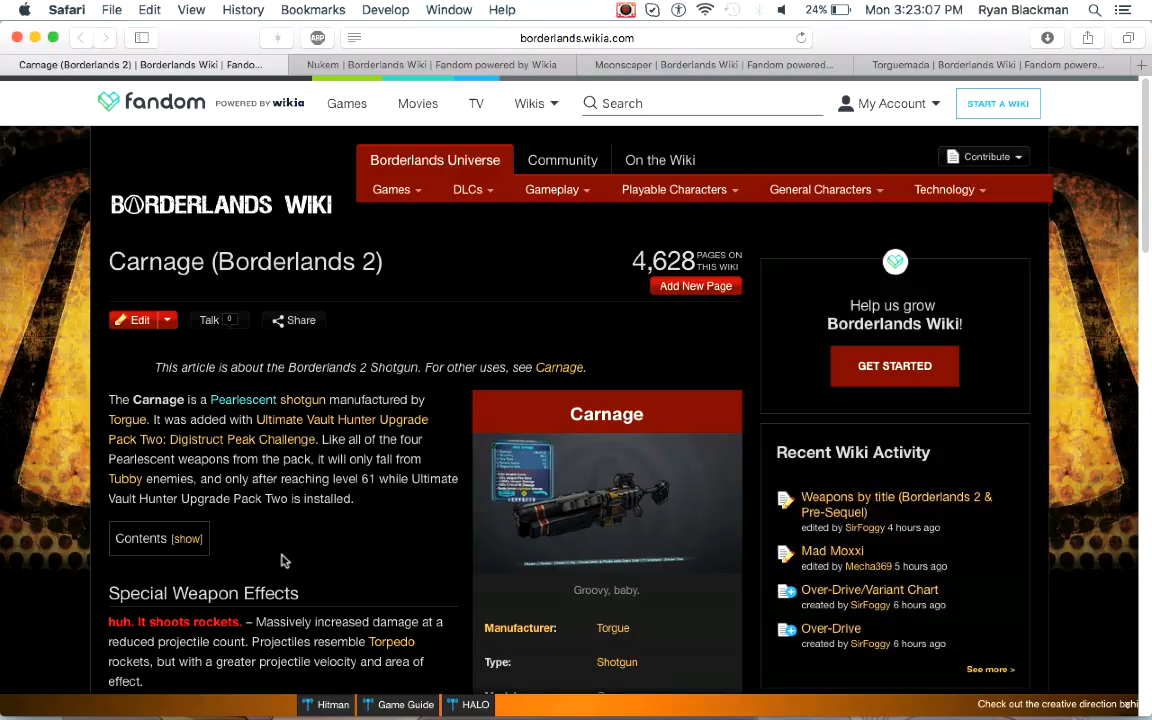 Safari File Edit View History Bookmarks Develop Window Help 24% Mon 3:23:07 PM Ryan Blackman
ABP borderlands.wikia.com
Carnage (Borderlands 2) | Borderlands Wiki | Fando... Nukem | Borderlands Wiki | Fandom powered by Wikia Moonscaper | Borderlands Wiki | Fandom powered... Torguemada | Borderlands Wiki | Fandom powere...
fandom POWERED BY wikia Games Movies TV Wikis Search My Account START A WIKI
Borderlands Universe Community On the Wiki Contribute
Games DLCs Gameplay Playable Characters General Characters Technology
BORDERLANDS WIKI
Carnage (Borderlands 2)
4,628 PAGES ON THIS WIKI
Add New Page
Edit Talk 0 Share
This article is about the Borderlands 2 Shotgun. For other uses, see Carnage.
The Carnage is a Pearlescent shotgun manufactured by
Torgue. It was added with Ultimate Vault Hunter Upgrade
Pack Two: Digistruct Peak Challenge. Like all of the four
Pearlescent weapons from the pack, it will only fall from
Tubby enemies, and only after reaching level 61 while Ultimate
Vault Hunter Upgrade Pack Two is installed.
Contents [show]
Special Weapon Effects
huh. It shoots rockets. – Massively increased damage at a
reduced projectile count. Projectiles resemble Torpedo
rockets, but with a greater projectile velocity and area of
effect.
Carnage
Groovy, baby.
Manufacturer: Torgue
Type: Shotgun
Help us grow
Borderlands Wiki!
GET STARTED
Recent Wiki Activity
Weapons by title (Borderlands 2 &
Pre-Sequel)
edited by SirFoggy 4 hours ago
Mad Moxxi
edited by Mecha369 5 hours ago
Over-Drive/Variant Chart
created by SirFoggy 6 hours ago
Over-Drive
created by SirFoggy 6 hours ago
See more >
Hitman Game Guide HALO Check out the creative direction